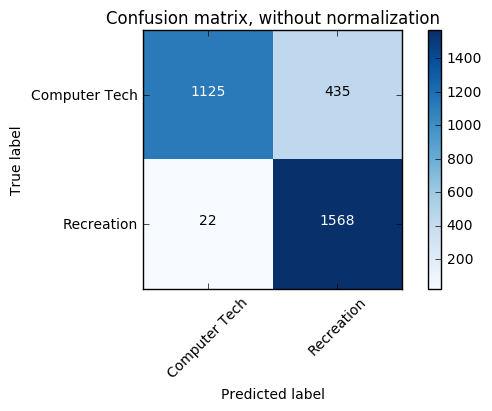 Confusion matrix, without normalization
True label
Computer Tech
1125
435
Recreation
22
1568
Computer Tech
Recreation
Predicted label
1400
1200
1000
800
600
400
200